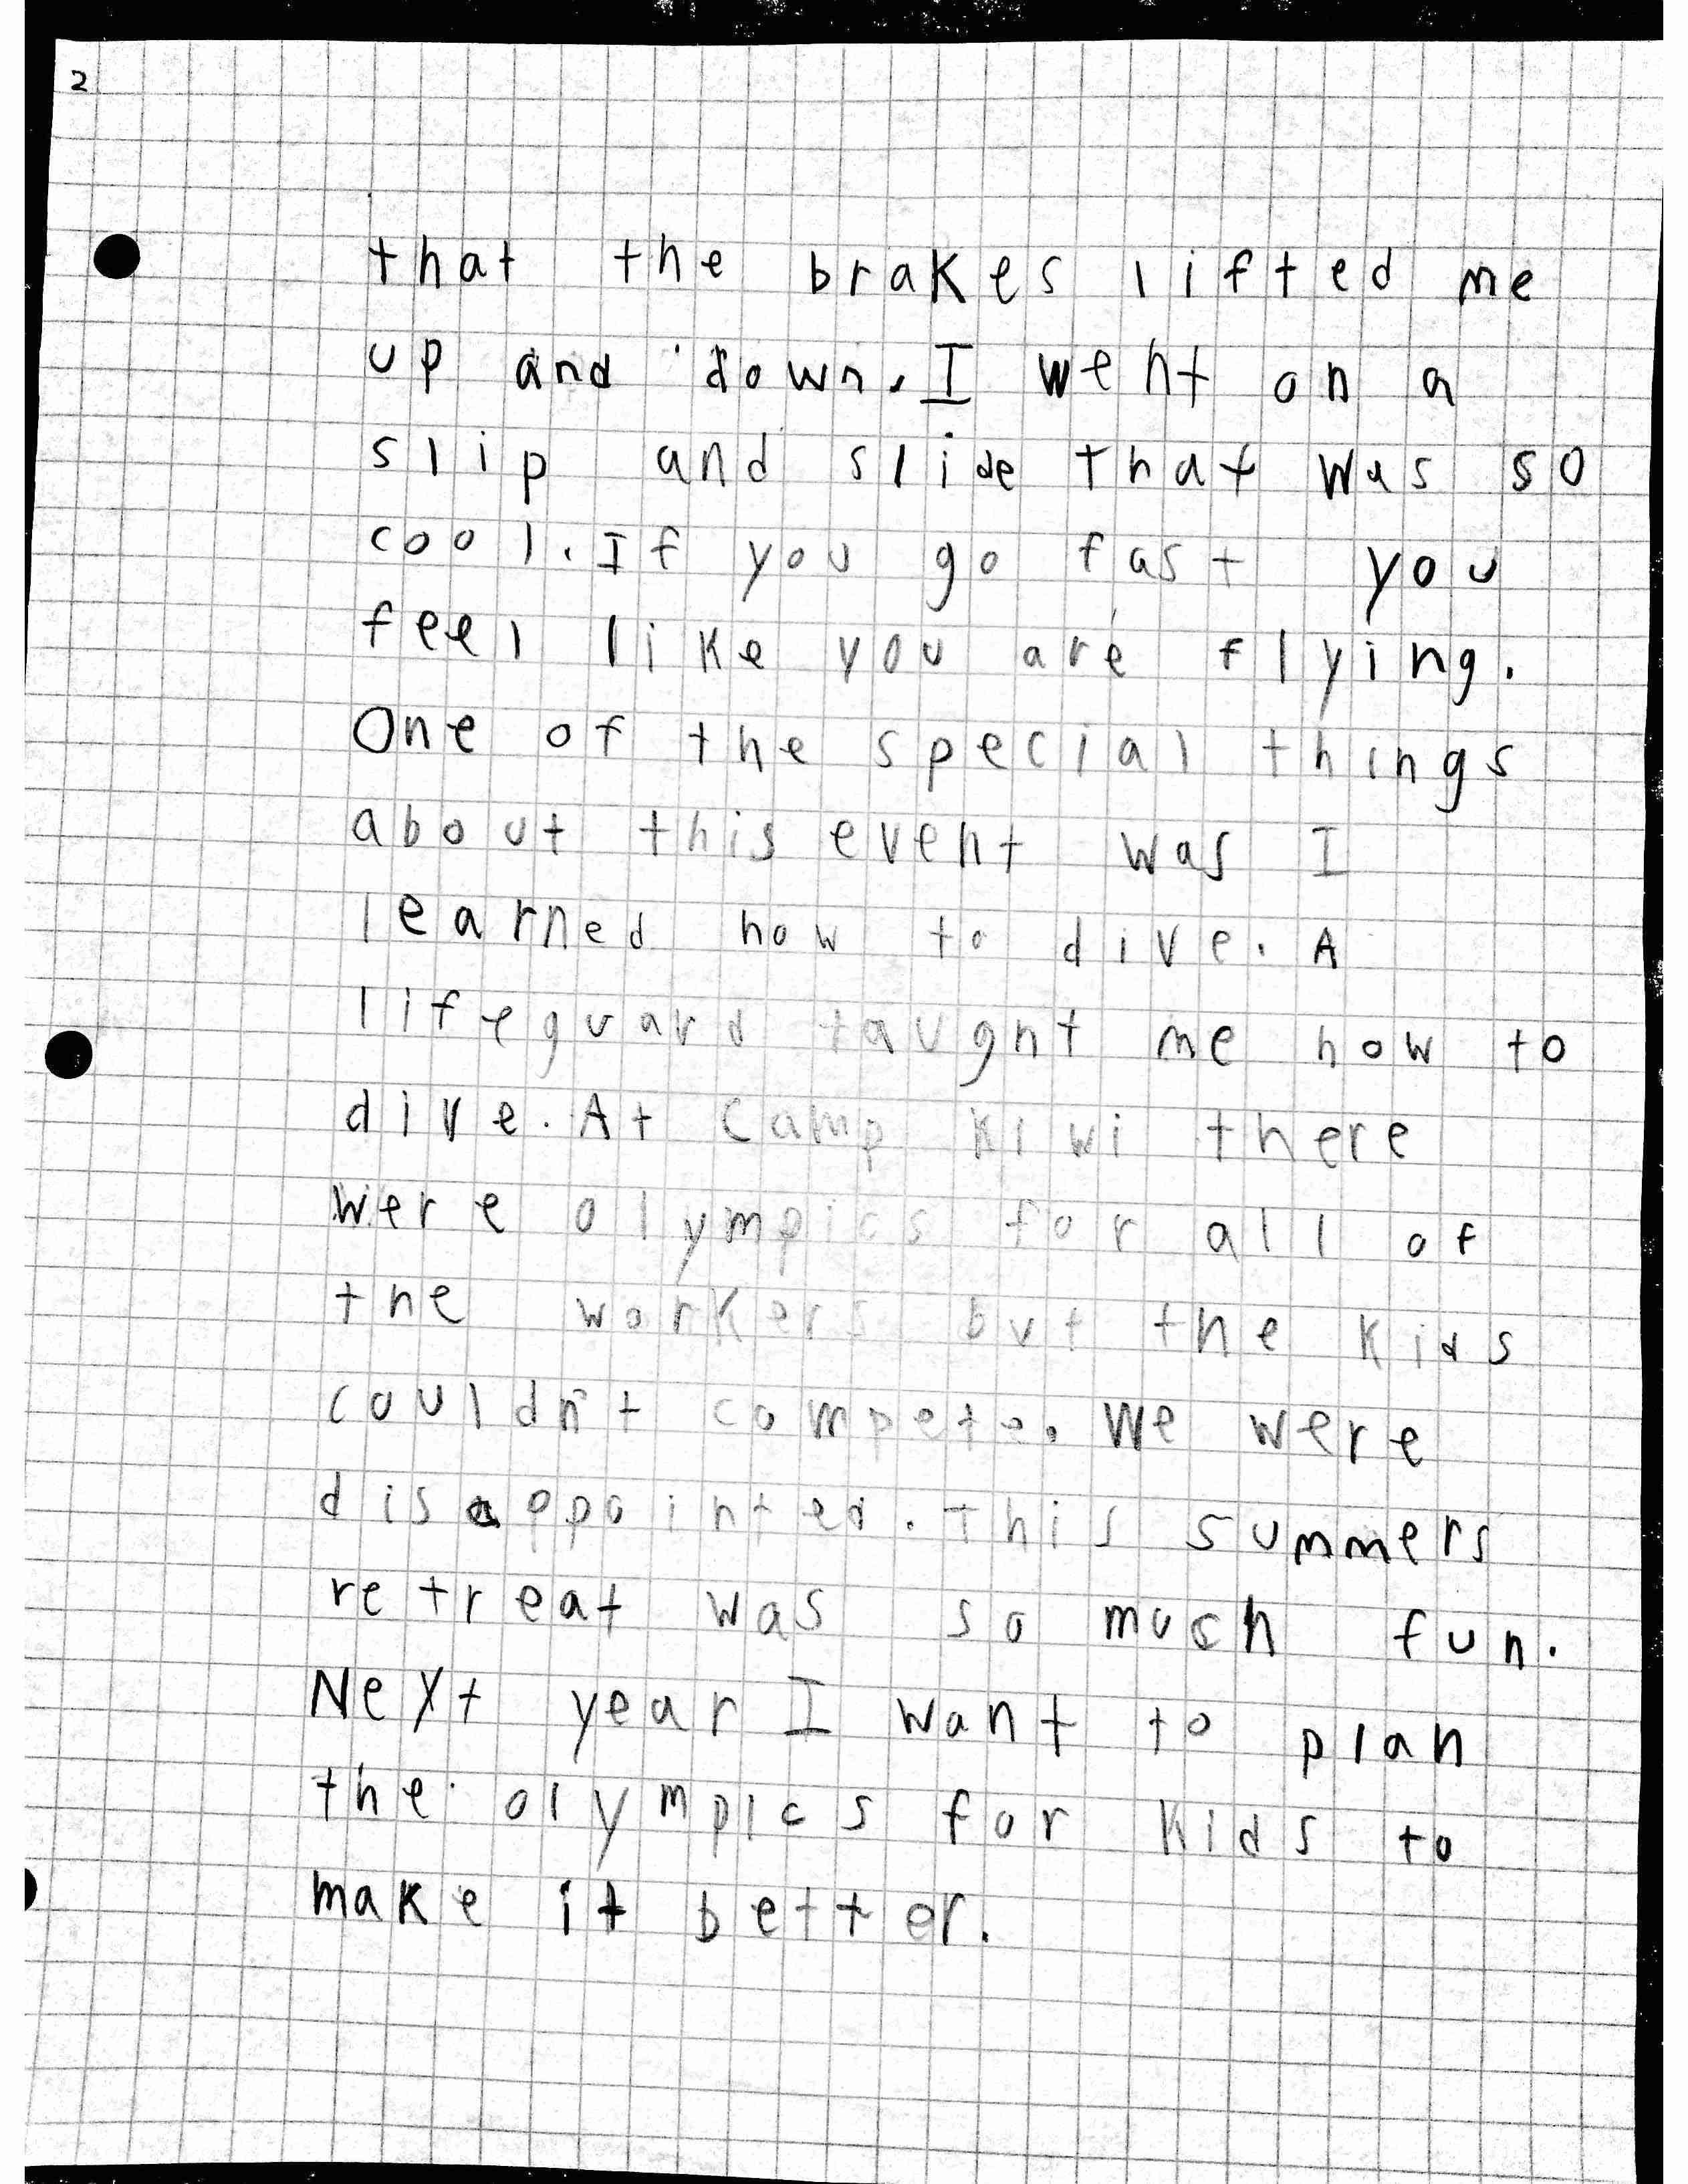 2
that the brakes lifted me
up and down. I went on a
slip and slide that was so
cool. If you go fast you
feel like you are flying.
One of the special things
about this event was I
learned how to dive. A
lifeguard taught me how to
dive. At Camp Kiwi there
were olympics for all of
the workers but the kids
couldn't compete. We were
disappointed. This summers
retreat was so much fun.
Next year I want to plan
the olympics for kids to
make it better.